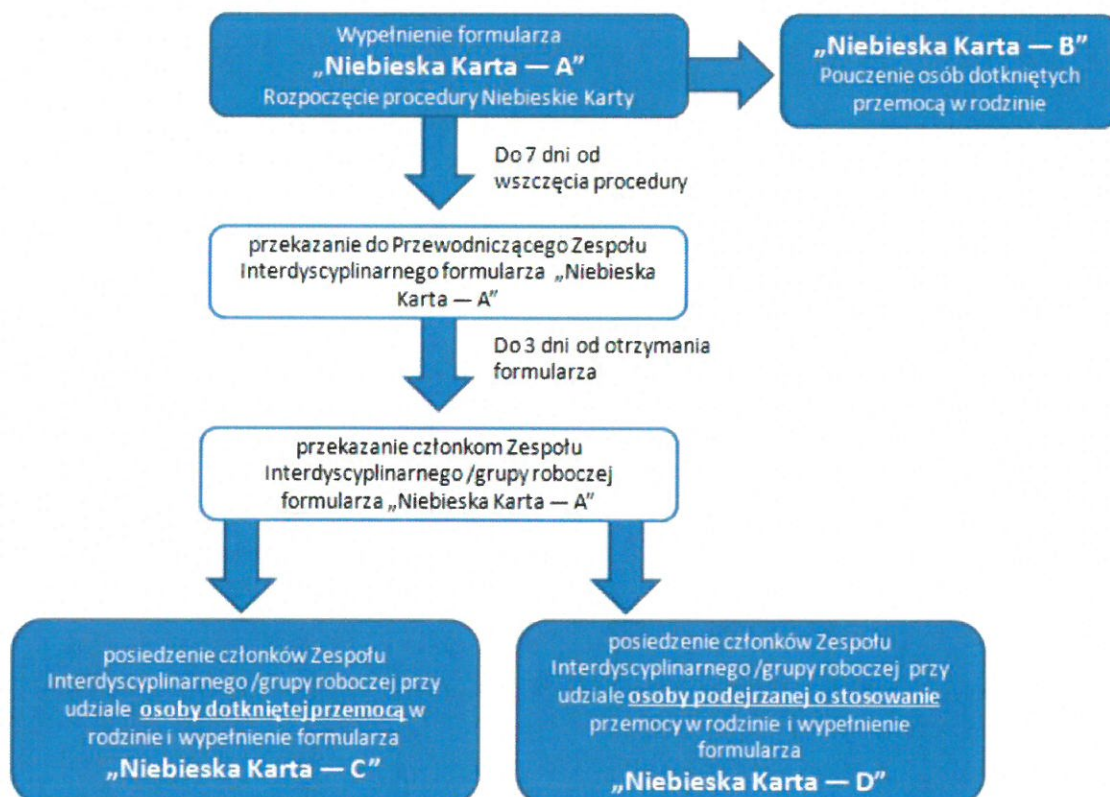 Wypełnienie formularza
„Niebieska Karta — A”
Rozpoczęcie procedury Niebieskie Karty
„Niebieska Karta — B”
Pouczenie osób dotkniętych
przemocą w rodzinie
Do 7 dni od
wszczęcia procedury
przekazanie do Przewodniczącego Zespołu
Interdyscyplinarnego formularza „Niebieska
Karta — A”
Do 3 dni od otrzymania
formularza
przekazanie członkom Zespołu
Interdyscyplinarnego /grupy roboczej
formularza „Niebieska Karta — A”
posiedzenie członków Zespołu
Interdyscyplinarnego /grupy roboczej przy
udziale osoby dotkniętej przemocą w
rodzinie i wypełnienie formularza
„Niebieska Karta — C”
posiedzenie członków Zespołu
Interdyscyplinarnego /grupy roboczej przy
udziale osoby podejrzanej o stosowanie
przemocy w rodzinie i wypełnienie
formularza
„Niebieska Karta — D”